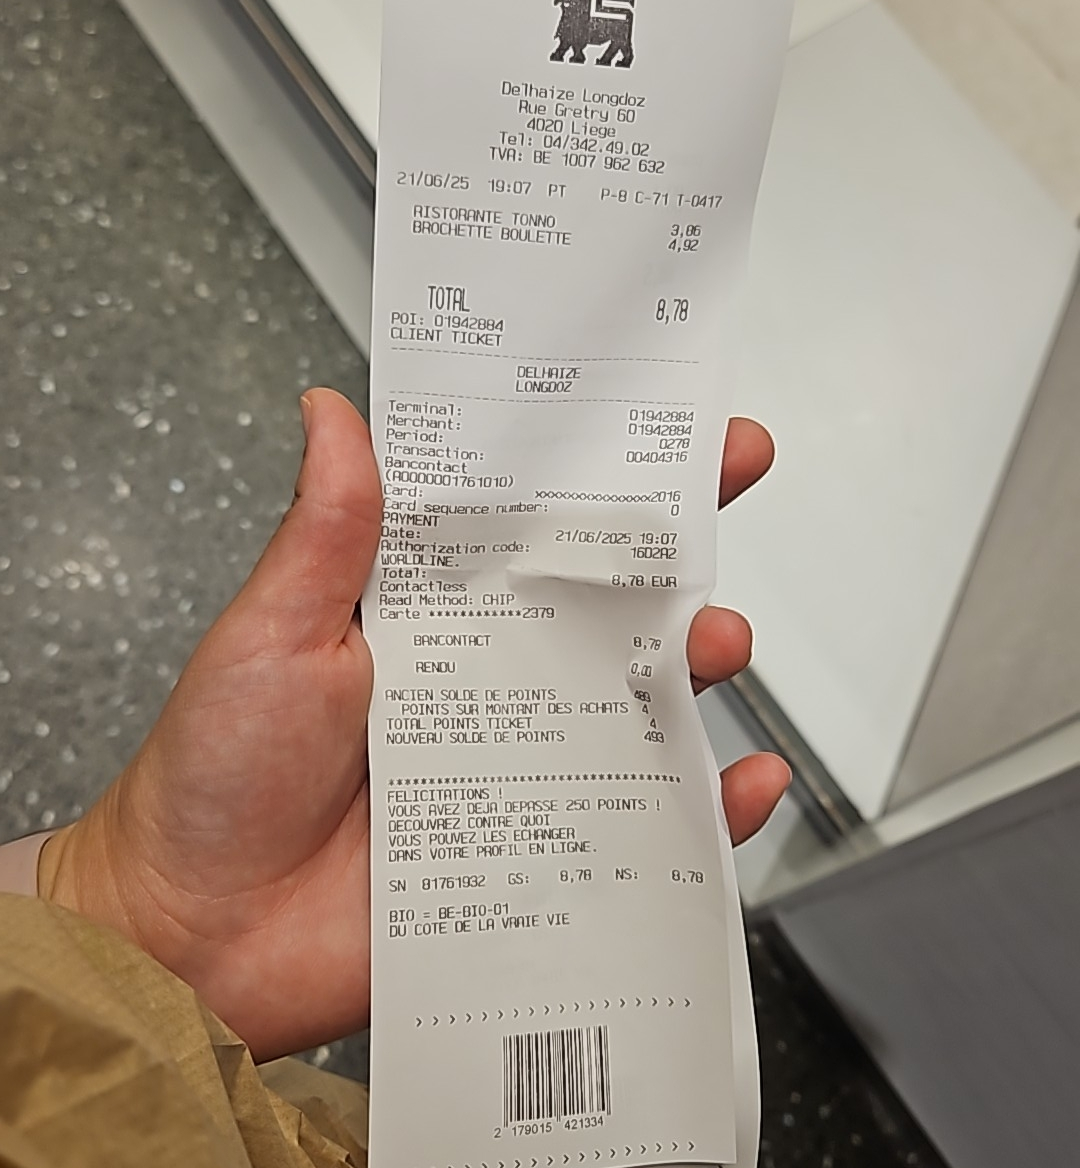 Delhaize Longdoz
Rue Gretry 60
4020 Liege
Tel: 04/342.49.02
TVA: BE 1007 962 632
21/06/25 19:07 PT P-8 C-71 T-0417
RISTORANTE TONNO 3,86
BROCHETTE BOULETTE 4,92
TOTAL 8,78
POI: 01942884
CLIENT TICKET
DELHAIZE
LONGDOZ
Terminal: 01942884
Merchant: 01942884
Period: 0278
Transaction: 00404316
Bancontact
(A0000001761010)
Card: xxxxxxxxxxxxxxx2016
Card sequence number: 0
PAYMENT
Date: 21/06/2025 19:07
Authorization code: 16D2A2
WORLDLINE.
Total: 8,78 EUR
Contactless
Read Method: CHIP
Carte ************2379
BANCONTACT 8,78
RENDU 0,00
ANCIEN SOLDE DE POINTS 489
POINTS SUR MONTANT DES ACHATS 4
TOTAL POINTS TICKET 4
NOUVEAU SOLDE DE POINTS 493
****************************************
FELICITATIONS !
VOUS AVEZ DEJA DEPASSE 250 POINTS !
DECOUVREZ CONTRE QUOI
VOUS POUVEZ LES ECHANGER
DANS VOTRE PROFIL EN LIGNE.
SN 81761932 GS: 8,78 NS: 8,78
BIO = BE-BIO-01
DU COTE DE LA VRAIE VIE
> > > > > > > > > > > > > > > > >
2 179015 421334
> > > > > > > > > > > > > > > > >